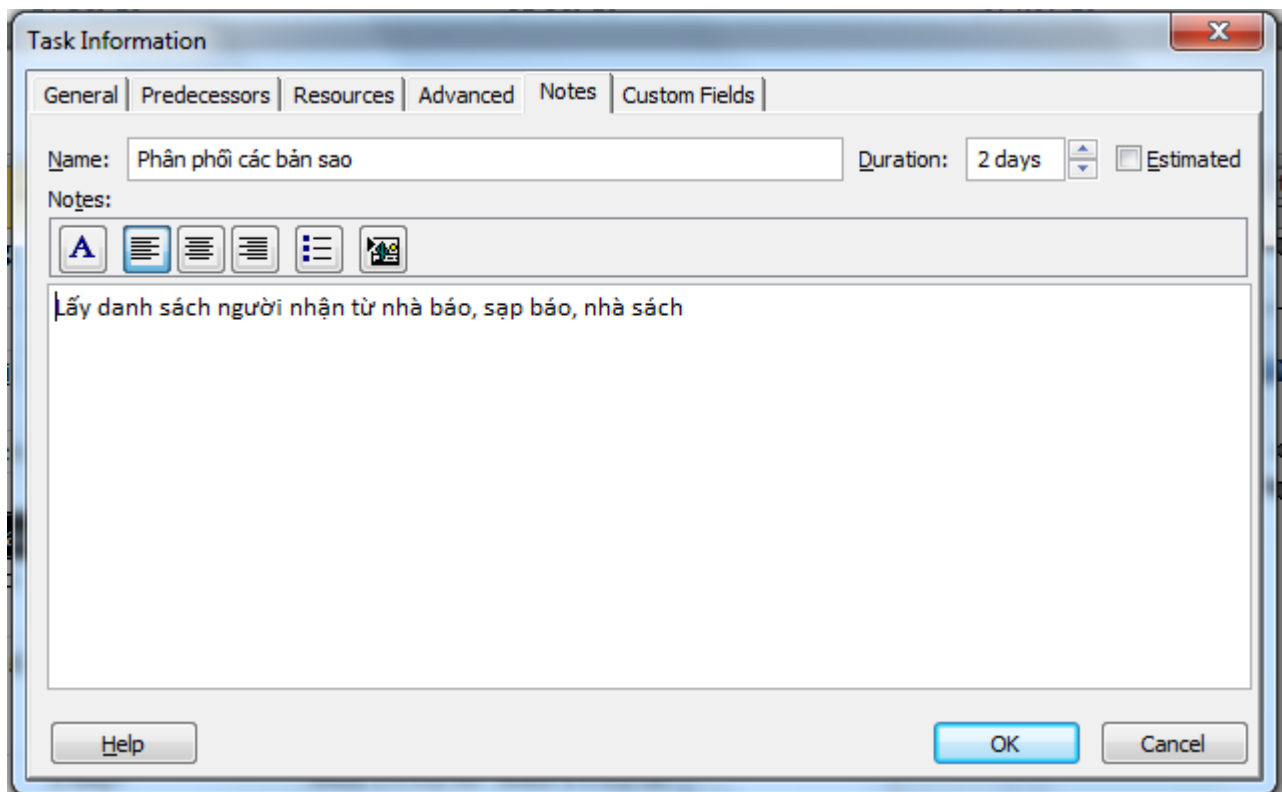 Task Information
General Predecessors Resources Advanced Notes Custom Fields
Name: Phân phối các bản sao Duration: 2 days Estimated
Notes:
A
Lấy danh sách người nhận từ nhà báo, sạp báo, nhà sách
Help OK Cancel